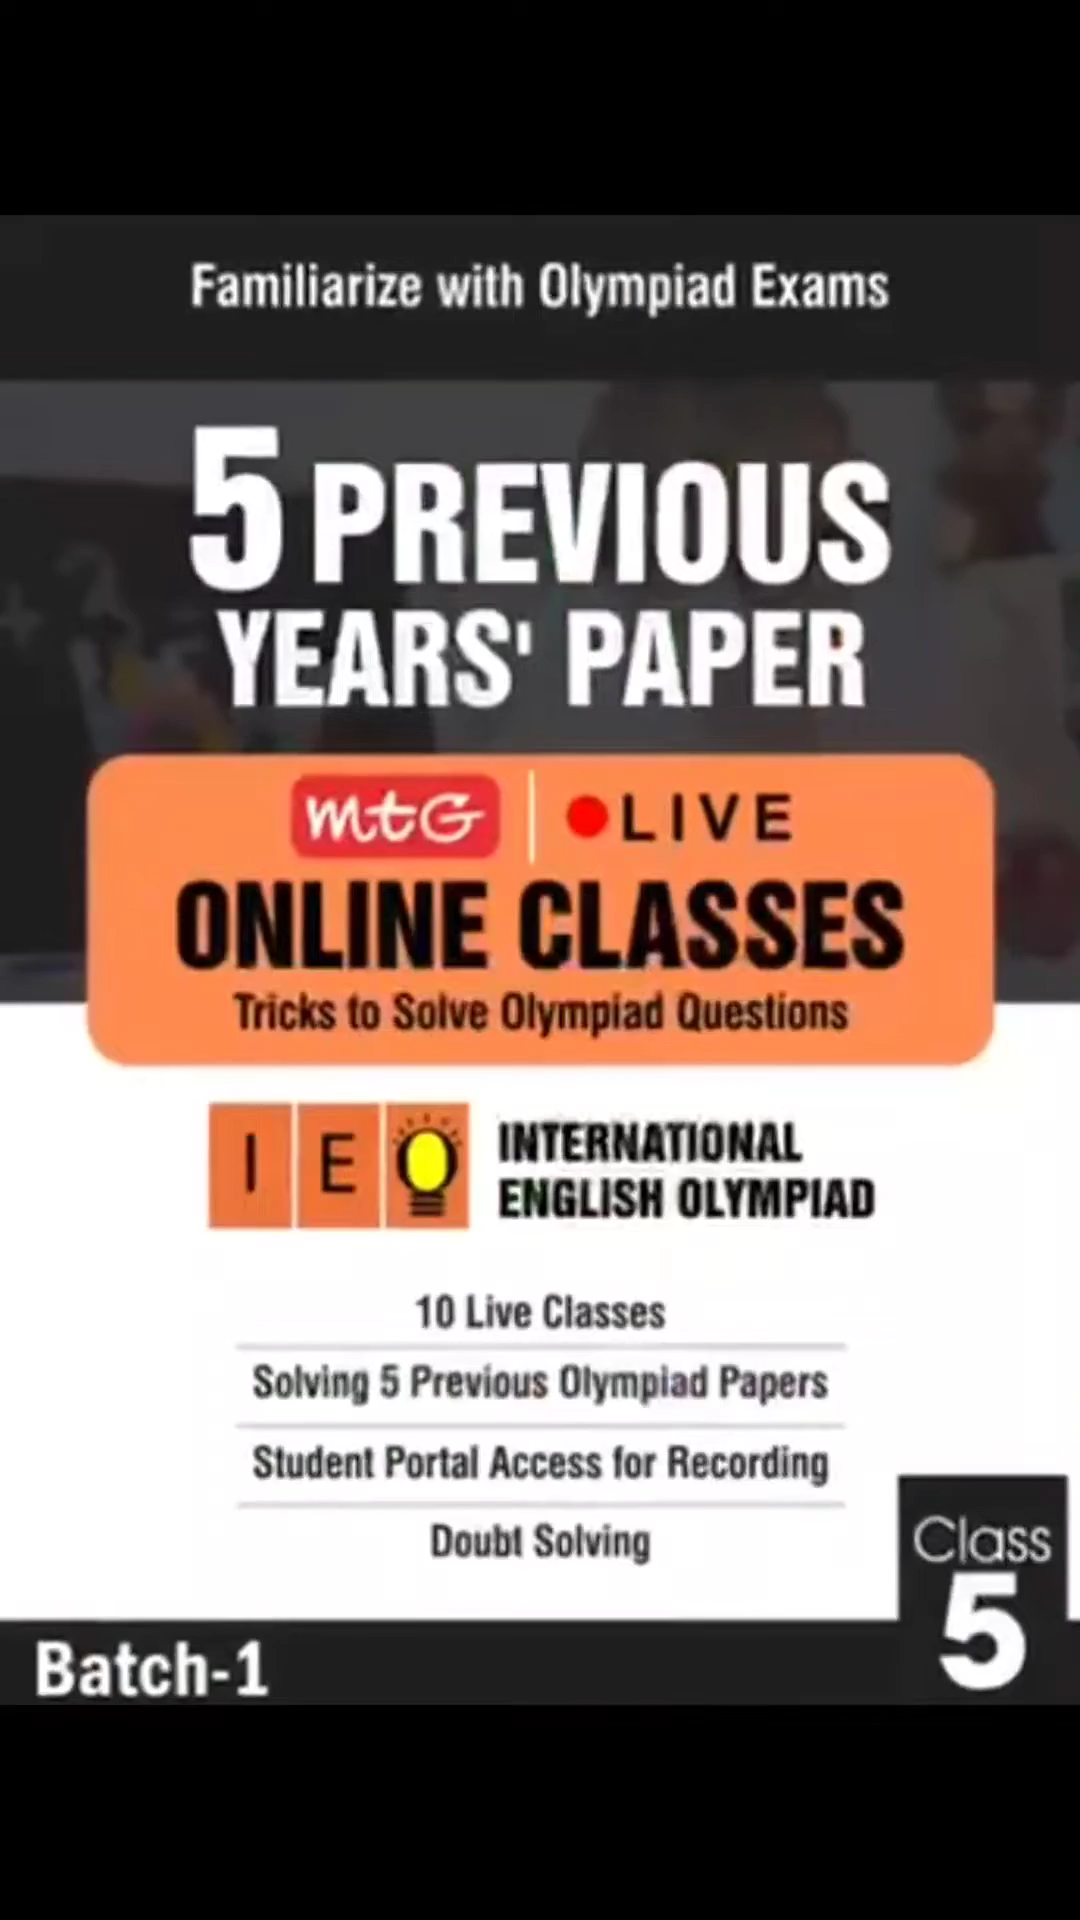 Familiarize with Olympiad Exams
5 PREVIOUS
YEARS' PAPER
mtG | LIVE
ONLINE CLASSES
Tricks to Solve Olympiad Questions
I E
INTERNATIONAL
ENGLISH OLYMPIAD
10 Live Classes
Solving 5 Previous Olympiad Papers
Student Portal Access for Recording
Doubt Solving
Class
5
Batch-1